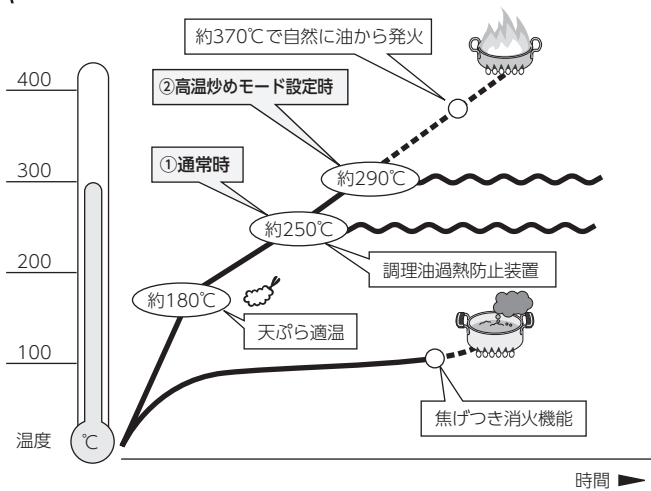 約370℃で自然に油から発火
400
②高温炒めモード設定時
300
①通常時
約290℃
約250℃
200
調理油過熱防止装置
約180℃
天ぷら適温
100
焦げつき消火機能
温度
℃
時間